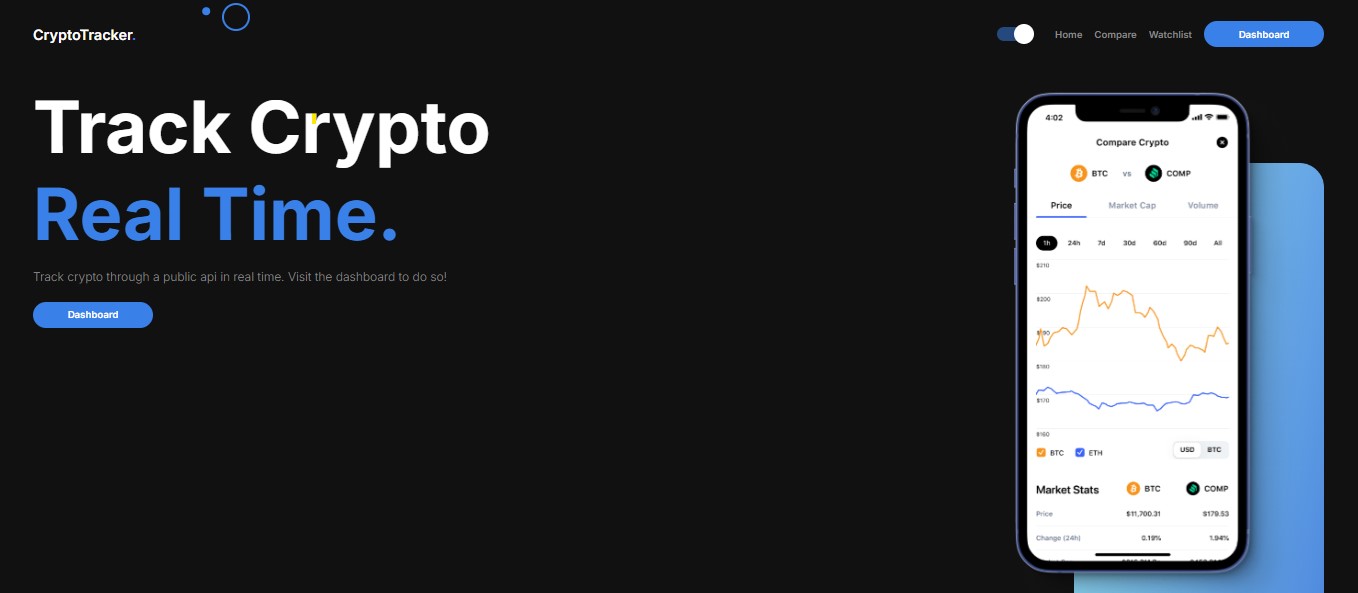 CryptoTracker.
Home Compare Watchlist Dashboard
Track Crypto
Real Time.
Track crypto through a public api in real time. Visit the dashboard to do so!
Dashboard
4:02
Compare Crypto
BTC vs COMP
Price Market Cap Volume
1h 24h 7d 30d 60d 90d All
$210
$200
$190
$180
$170
$160
BTC ETH USD BTC
Market Stats BTC COMP
Price $11,700.31 $179.53
Change (24h) 0.19% 1.94%